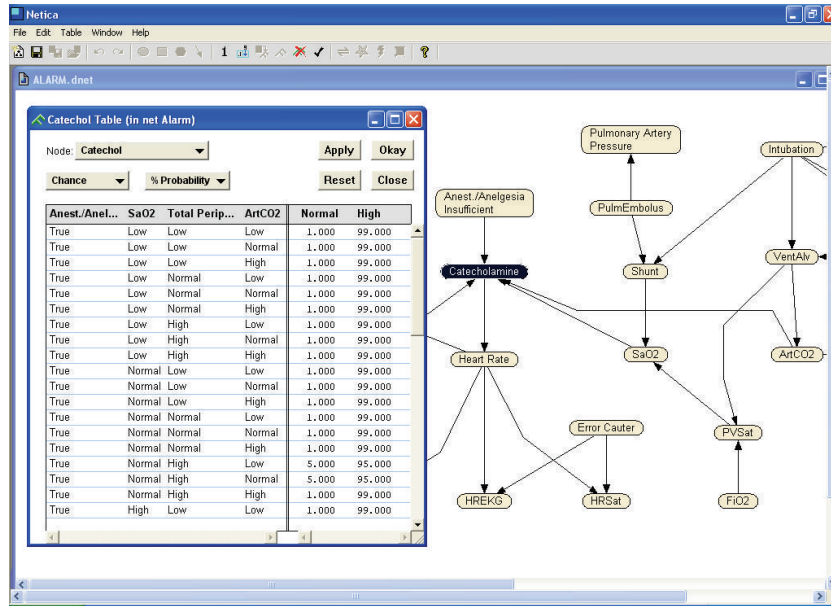 Netica
File Edit Table Window Help
1 ?
ALARM.dnet
Catechol Table (in net Alarm)
Node: Catechol
Apply Okay
Chance % Probability Reset Close
Anest./Anel... SaO2 Total Perip... ArtCO2 Normal High
True Low Low Low 1.000 99.000
True Low Low Normal 1.000 99.000
True Low Low High 1.000 99.000
True Low Normal Low 1.000 99.000
True Low Normal Normal 1.000 99.000
True Low Normal High 1.000 99.000
True Low High Low 1.000 99.000
True Low High Normal 1.000 99.000
True Low High High 1.000 99.000
True Normal Low Low 1.000 99.000
True Normal Low Normal 1.000 99.000
True Normal Low High 1.000 99.000
True Normal Normal Low 1.000 99.000
True Normal Normal Normal 1.000 99.000
True Normal Normal High 1.000 99.000
True Normal High Low 5.000 95.000
True Normal High Normal 5.000 95.000
True Normal High High 1.000 99.000
True High Low Low 1.000 99.000
Pulmonary Artery
Pressure
Intubation
Anest./Anelgesia
Insufficient
PulmEmbolus
VentAlv
Catecholamine
Shunt
Heart Rate
SaO2
ArtCO2
Error Cauter
PVSat
HREKG
HRSat
FiO2